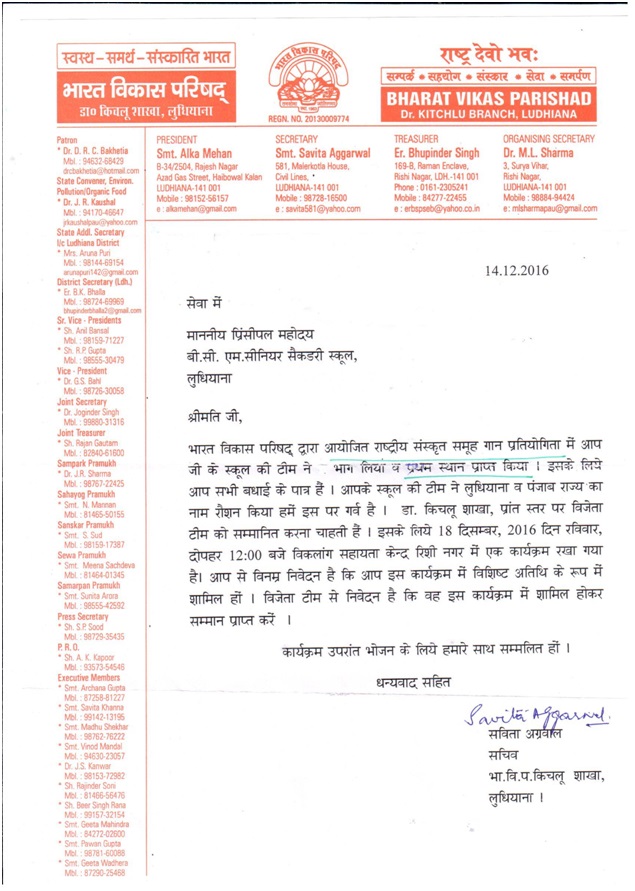 स्वस्थ - समर्थ - संस्कारित भारत
भारत विकास परिषद्
डा० किचलू शाखा, लुधियाना
भारत विकास परिषद्
REGN. NO. 20130009774
राष्ट्र देवो भवः
सम्पर्क • सहयोग • संस्कार • सेवा • समर्पण
BHARAT VIKAS PARISHAD
Dr. KITCHLU BRANCH, LUDHIANA
PRESIDENT
Smt. Alka Mehan
B-34/2504, Rajesh Nagar
Azad Gas Street, Haibowal Kalan
LUDHIANA-141 001
Mobile : 98152-56157
e : alkamehan@gmail.com
SECRETARY
Smt. Savita Aggarwal
581, Malerkotla House,
Civil Lines,
LUDHIANA-141 001
Mobile : 98728-16500
e : savita581@yahoo.com
TREASURER
Er. Bhupinder Singh
169-B, Raman Enclave,
Rishi Nagar, LDH-141 001
Phone : 0161-2305241
Mobile : 84277-22455
e : erbspseb@yahoo.co.in
ORGANISING SECRETARY
Dr. M.L. Sharma
3, Surya Vihar,
Rishi Nagar,
LUDHIANA-141 001
Mobile : 98884-94424
e : mlsharmapau@gmail.com
Patron
* Dr. D. R. C. Bakhetia
Mbl. : 94632-68429
drcbakhetia@hotmail.com
State Convener, Environ.
Pollution/Organic Food
* Dr. J. R. Kaushal
Mbl. : 94170-46647
jrkaushalpau@yahoo.com
State Addl. Secretary
I/c Ludhiana District
* Mrs. Aruna Puri
Mbl. : 98144-69154
arunapuri142@gmail.com
District Secretary (Ldh.)
* Er. B.K. Bhalla
Mbl. : 98724-69969
bhupinderbhalla2@gmail.com
Sr. Vice - Presidents
* Sh. Anil Bansal
Mbl. : 98159-71227
* Sh. R.P. Gupta
Mbl. : 98555-30479
Vice - President
* Dr. G.S. Bahl
Mbl. : 98726-30058
Joint Secretary
* Dr. Joginder Singh
Mbl. : 99880-31316
Joint Treasurer
* Sh. Rajan Gautam
Mbl. : 82840-61600
Sampark Pramukh
* Dr. J.R. Sharma
Mbl. : 98767-22425
Sahayog Pramukh
* Smt. N. Mannan
Mbl. : 81465-50155
Sanskar Pramukh
* Smt. S. Sud
Mbl. : 98159-17387
Sewa Pramukh
* Smt. Meena Sachdeva
Mbl. : 81464-01345
Samarpan Pramukh
* Smt. Sunita Arora
Mbl. : 98555-42592
Press Secretary
* Sh. S.P. Sood
Mbl. : 98729-35435
P. R. O.
* Sh. A. K. Kapoor
Mbl. : 93573-54546
Executive Members
* Smt. Archana Gupta
Mbl. : 87258-81227
* Smt. Savita Khanna
Mbl. : 99142-13195
* Smt. Madhu Shekhar
Mbl. : 98762-76222
* Smt. Vinod Mandal
Mbl. : 94630-23057
* Dr. J.S. Kanwar
Mbl. : 98153-72982
* Sh. Rajinder Soni
Mbl. : 81466-56476
* Sh. Beer Singh Rana
Mbl. : 99157-32154
* Smt. Geeta Mahindra
Mbl. : 84272-02600
* Smt. Pawan Gupta
Mbl. : 98781-60088
* Smt. Geeta Wadhera
Mbl. : 87290-25468
14.12.2016
सेवा में
माननीय प्रिंसीपल महोदय
बी.सी. एम.सीनियर सैकडरी स्कूल,
लुधियाना
श्रीमति जी,
भारत विकास परिषद् द्वारा आयोजित राष्ट्रीय संस्कृत समूह गान प्रतियोगिता में आप
जी के स्कूल की टीम ने भाग लिया व प्रथम स्थान प्राप्त किया । इसके लिये
आप सभी बधाई के पात्र हैं । आपके स्कूल की टीम ने लुधियाना व पंजाब राज्य का
नाम रौशन किया हमें इस पर गर्व है । डा. किचलू शाखा, प्रांत स्तर पर विजेता
टीम को सम्मानित करना चाहती हैं । इसके लिये 18 दिसम्बर, 2016 दिन रविवार,
दोपहर 12:00 बजे विकलांग सहायता केन्द रिशी नगर में एक कार्यक्रम रखा गया
है। आप से विनम्र निवेदन है कि आप इस कार्यक्रम में विशिष्ट अतिथि के रूप में
शामिल हों । विजेता टीम से निवेदन है कि वह इस कार्यक्रम में शामिल होकर
सम्मान प्राप्त करें ।
कार्यक्रम उपरांत भोजन के लिये हमारे साथ सम्मलित हों ।
धन्यवाद सहित
Savita Aggarwal.
सविता अग्रवाल
सचिव
भा.वि.प.किचलू शाखा,
लुधियाना ।